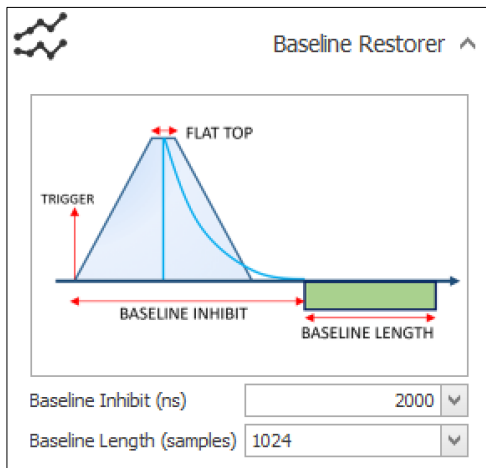 Baseline Restorer
FLAT TOP
TRIGGER
BASELINE INHIBIT
BASELINE LENGTH
Baseline Inhibit (ns) 2000
Baseline Length (samples) 1024